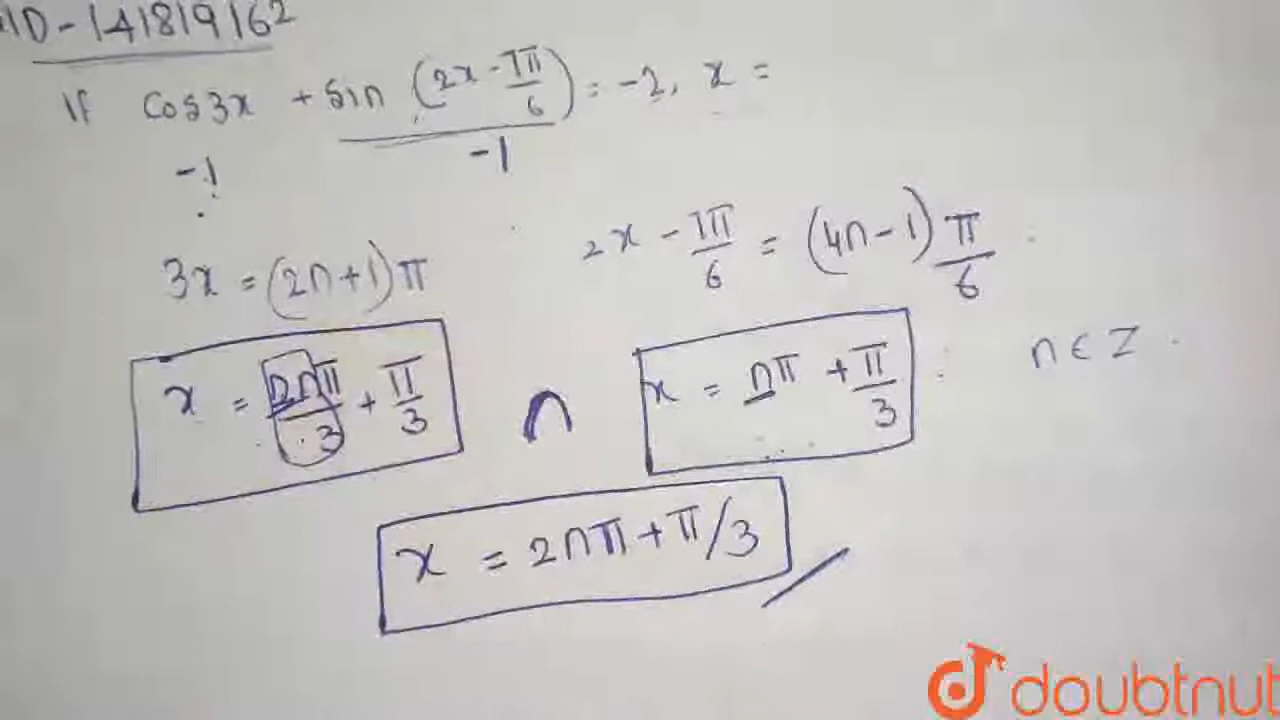 ID-141819162
If cos3x + sin (2x - 7π/6) = -2, x =
-1 -1
3x = (2n+1)π 2x - 7π/6 = (4n-1) π/6
x = 2nπ/3 + π/3 ∩ x = nπ + π/3 n∈Z.
x = 2nπ + π/3
doubtnut